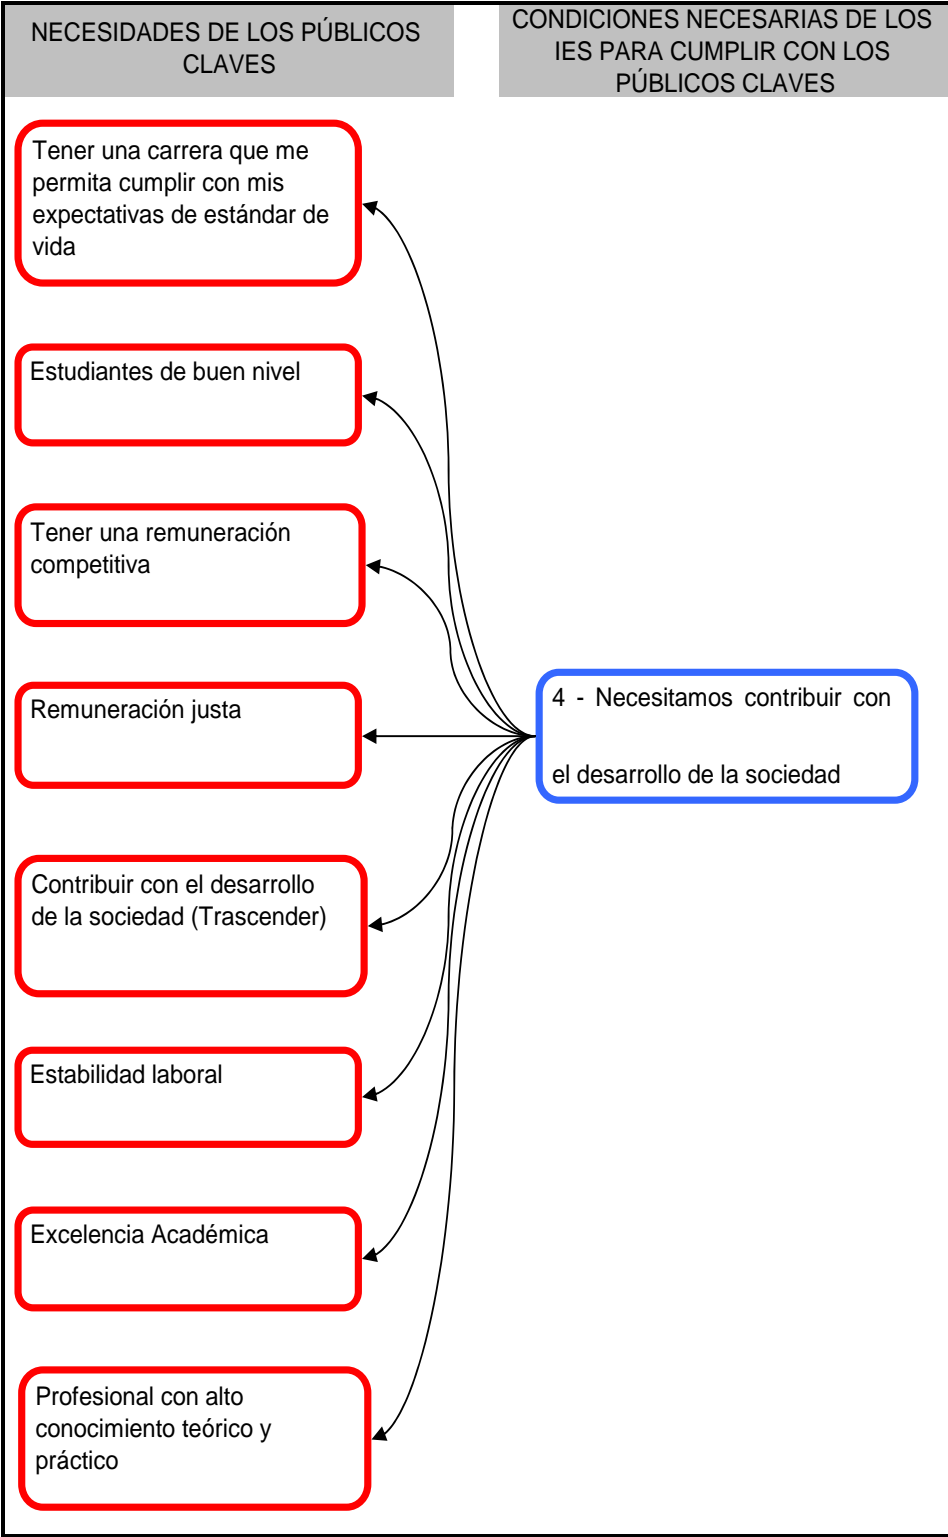 NECESIDADES DE LOS PÚBLICOS
CLAVES
CONDICIONES NECESARIAS DE LOS
IES PARA CUMPLIR CON LOS
PÚBLICOS CLAVES
Tener una carrera que me
permita cumplir con mis
expectativas de estándar de
vida
Estudiantes de buen nivel
Tener una remuneración
competitiva
Remuneración justa
Contribuir con el desarrollo
de la sociedad (Trascender)
Estabilidad laboral
Excelencia Académica
Profesional con alto
conocimiento teórico y
práctico
4 - Necesitamos contribuir con
el desarrollo de la sociedad